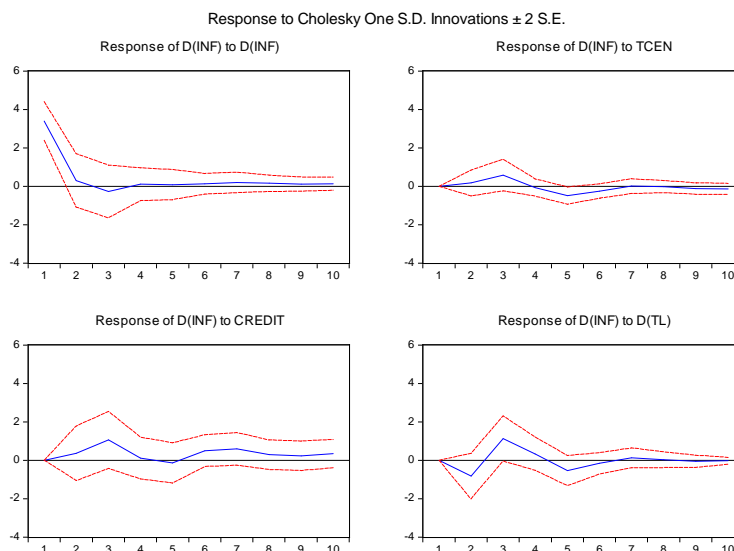 Response to Cholesky One S.D. Innovations ± 2 S.E.
Response of D(INF) to D(INF)
6
4
2
0
-2
-4
1 2 3 4 5 6 7 8 9 10
Response of D(INF) to TCEN
6
4
2
0
-2
-4
1 2 3 4 5 6 7 8 9 10
Response of D(INF) to CREDIT
6
4
2
0
-2
-4
1 2 3 4 5 6 7 8 9 10
Response of D(INF) to D(TL)
6
4
2
0
-2
-4
1 2 3 4 5 6 7 8 9 10